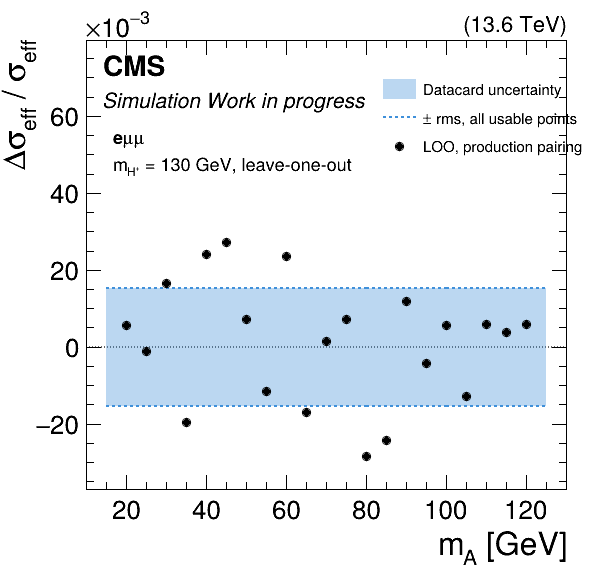 ×10⁻³
(13.6 TeV)
CMS
Simulation Work in progress
eμμ
m_H⁺ = 130 GeV, leave-one-out
Datacard uncertainty
± rms, all usable points
LOO, production pairing
Δσ_eff / σ_eff
60
40
20
0
−20
20 40 60 80 100 120
m_A [GeV]